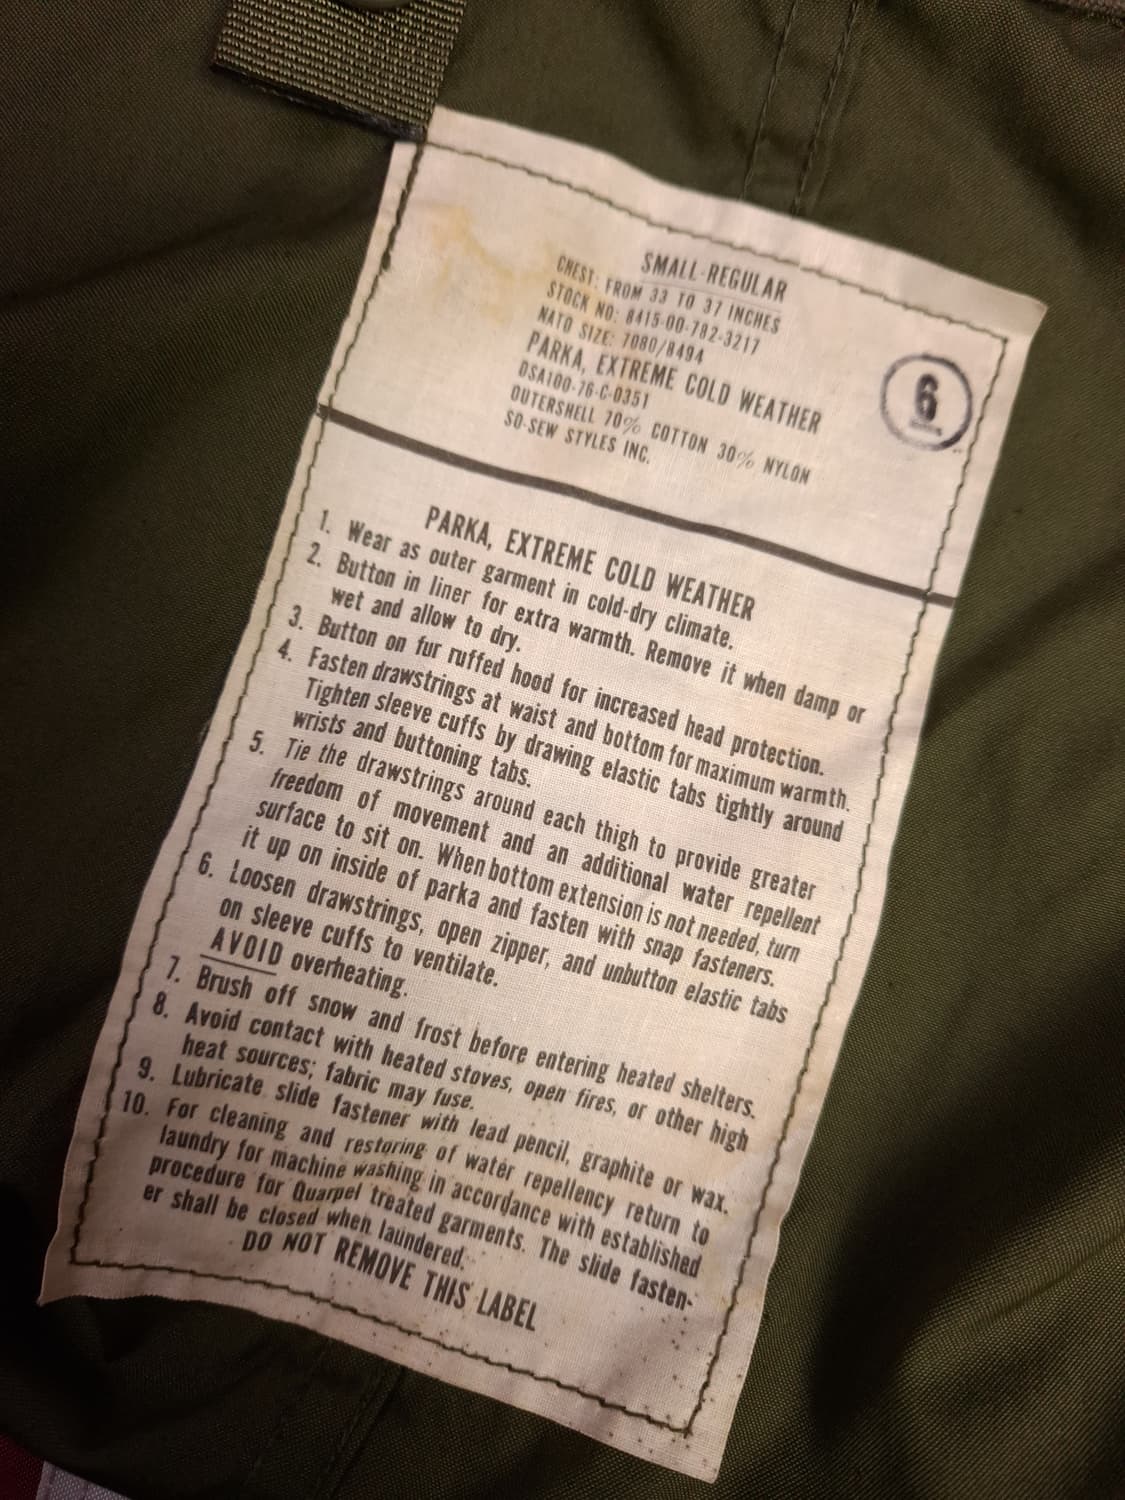 SMALL-REGULAR
CHEST: FROM 33 TO 37 INCHES
STOCK NO: 8415-00-782-3217
NATO SIZE: 7080/8494
PARKA, EXTREME COLD WEATHER
DSA100-76-C-0351
OUTERSHELL 70% COTTON 30% NYLON
SO-SEW STYLES INC.
6
PARKA, EXTREME COLD WEATHER
1. Wear as outer garment in cold-dry climate.
2. Button in liner for extra warmth. Remove it when damp or
wet and allow to dry.
3. Button on fur ruffed hood for increased head protection.
4. Fasten drawstrings at waist and bottom for maximum warmth.
Tighten sleeve cuffs by drawing elastic tabs tightly around
wrists and buttoning tabs.
5. Tie the drawstrings around each thigh to provide greater
freedom of movement and an additional water repellent
surface to sit on. When bottom extension is not needed, turn
it up on inside of parka and fasten with snap fasteners.
6. Loosen drawstrings, open zipper, and unbutton elastic tabs
on sleeve cuffs to ventilate.
AVOID overheating.
7. Brush off snow and frost before entering heated shelters.
8. Avoid contact with heated stoves, open fires, or other high
heat sources; fabric may fuse.
9. Lubricate slide fastener with lead pencil, graphite or wax.
10. For cleaning and restoring of water repellency return to
laundry for machine washing in accordance with established
procedure for Quarpel treated garments. The slide fasten-
er shall be closed when laundered.
DO NOT REMOVE THIS LABEL